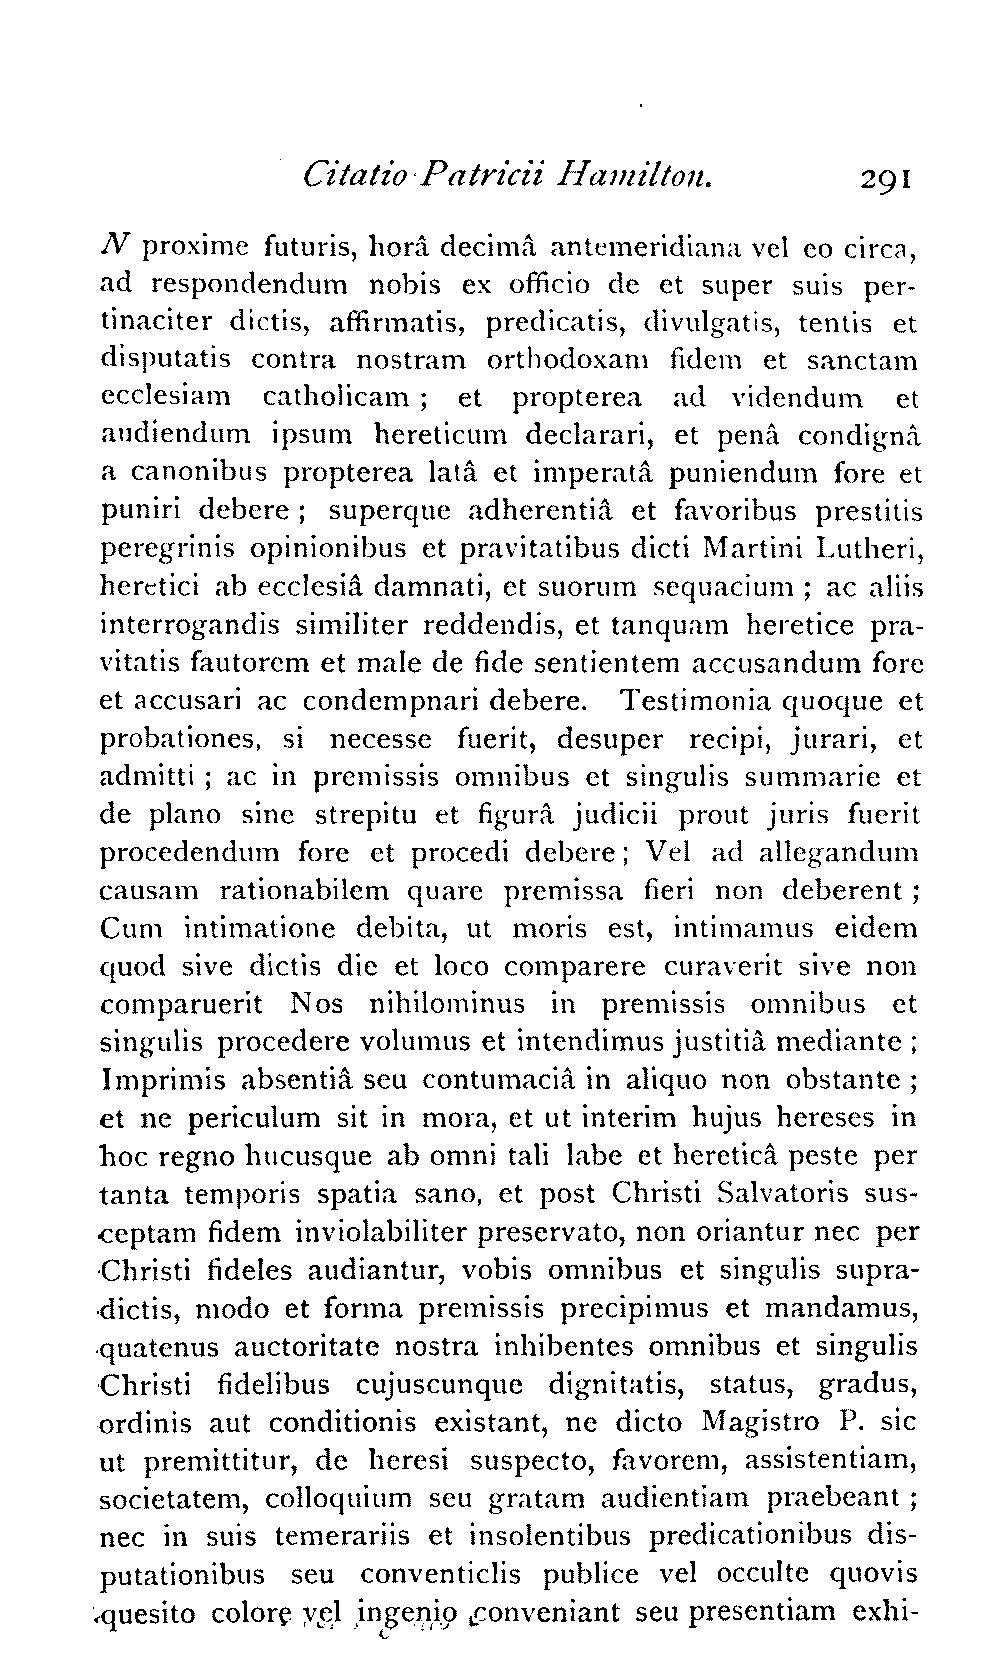 Citatio Patricii Hamilton. 291
N proxime futuris, horâ decimâ antemeridiana vel eo circa,
ad respondendum nobis ex officio de et super suis per-
tinaciter dictis, affirmatis, predicatis, divulgatis, tentis et
disputatis contra nostram orthodoxam fidem et sanctam
ecclesiam catholicam ; et propterea ad videndum et
audiendum ipsum hereticum declarari, et penâ condignâ
a canonibus propterea latâ et imperatâ puniendum fore et
puniri debere ; superque adherentiâ et favoribus prestitis
peregrinis opinionibus et pravitatibus dicti Martini Lutheri,
heretici ab ecclesiâ damnati, et suorum sequacium ; ac aliis
interrogandis similiter reddendis, et tanquam heretice pra-
vitatis fautorem et male de fide sentientem accusandum fore
et accusari ac condempnari debere. Testimonia quoque et
probationes, si necesse fuerit, desuper recipi, jurari, et
admitti ; ac in premissis omnibus et singulis summarie et
de plano sine strepitu et figurâ judicii prout juris fuerit
procedendum fore et procedi debere ; Vel ad allegandum
causam rationabilem quare premissa fieri non deberent ;
Cum intimatione debita, ut moris est, intimamus eidem
quod sive dictis die et loco comparere curaverit sive non
comparuerit Nos nihilominus in premissis omnibus et
singulis procedere volumus et intendimus justitiâ mediante ;
Imprimis absentiâ seu contumaciâ in aliquo non obstante ;
et ne periculum sit in mora, et ut interim hujus hereses in
hoc regno hucusque ab omni tali labe et hereticâ peste per
tanta temporis spatia sano, et post Christi Salvatoris sus-
ceptam fidem inviolabiliter preservato, non oriantur nec per
Christi fideles audiantur, vobis omnibus et singulis supra-
dictis, modo et forma premissis precipimus et mandamus,
quatenus auctoritate nostra inhibentes omnibus et singulis
Christi fidelibus cujuscunque dignitatis, status, gradus,
ordinis aut conditionis existant, ne dicto Magistro P. sic
ut premittitur, de heresi suspecto, favorem, assistentiam,
societatem, colloquium seu gratam audientiam praebeant ;
nec in suis temerariis et insolentibus predicationibus dis-
putationibus seu conventiclis publice vel occulte quovis
quesito colore vel ingenio conveniant seu presentiam exhi-